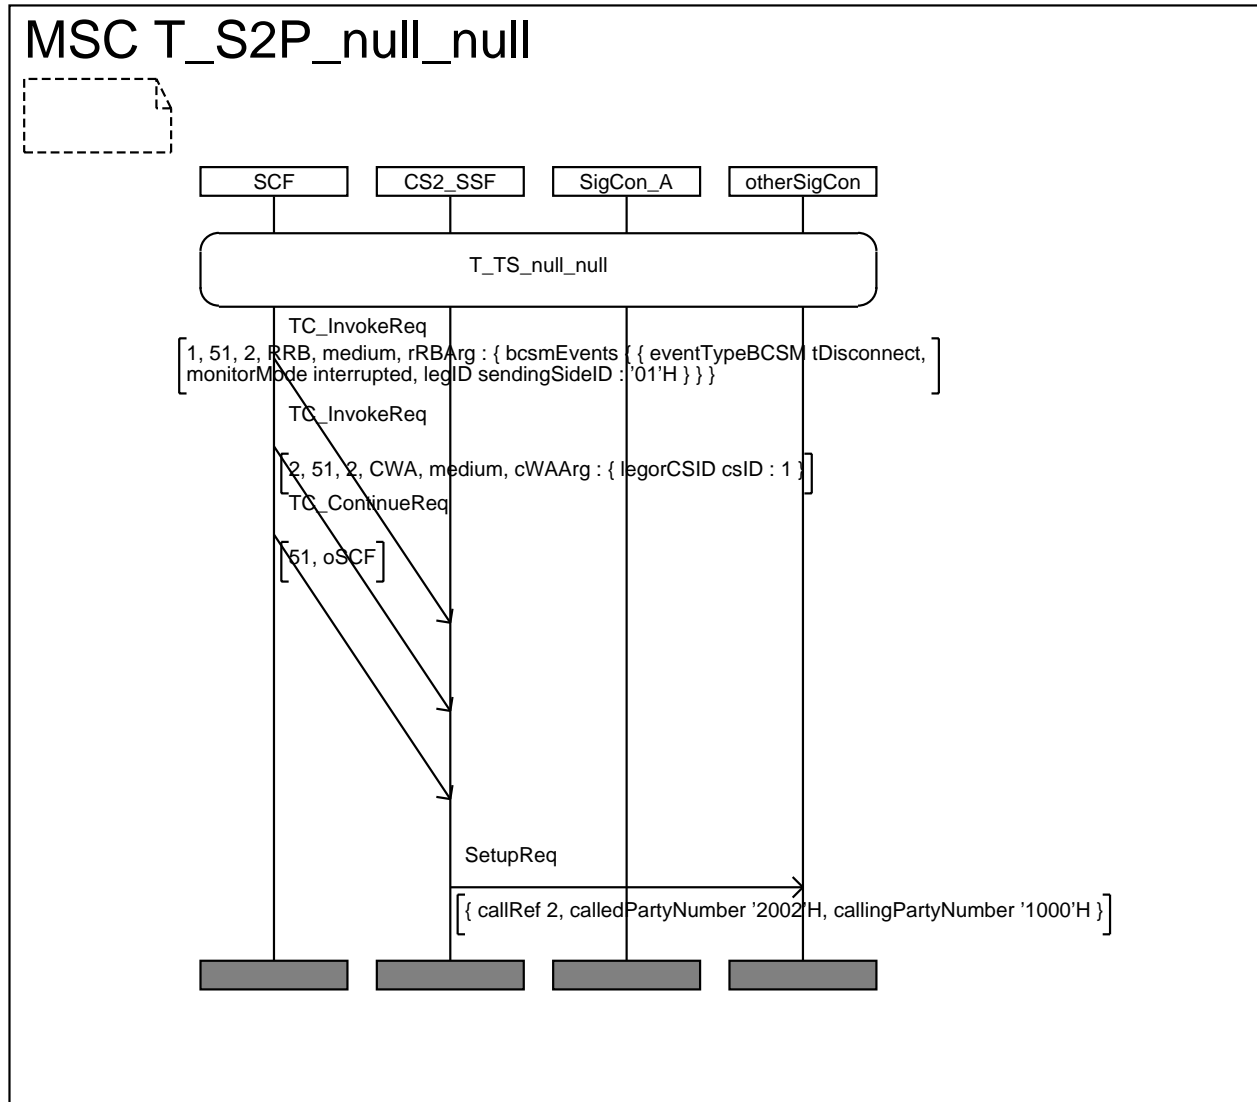 MSC T_S2P_null_null
SCF
CS2_SSF
SigCon_A
otherSigCon
T_TS_null_null
TC_InvokeReq
1, 51, 2, RRB, medium, rRBArg : { bcsmEvents { { eventTypeBCSM tDisconnect,
monitorMode interrupted, legID sendingSideID : ’01’H } } }
TC_InvokeReq
2, 51, 2, CWA, medium, cWAArg : { legorCSID csID : 1 }
TC_ContinueReq
51, oSCF
SetupReq
{ callRef 2, calledPartyNumber ’2002’H, callingPartyNumber ’1000’H }